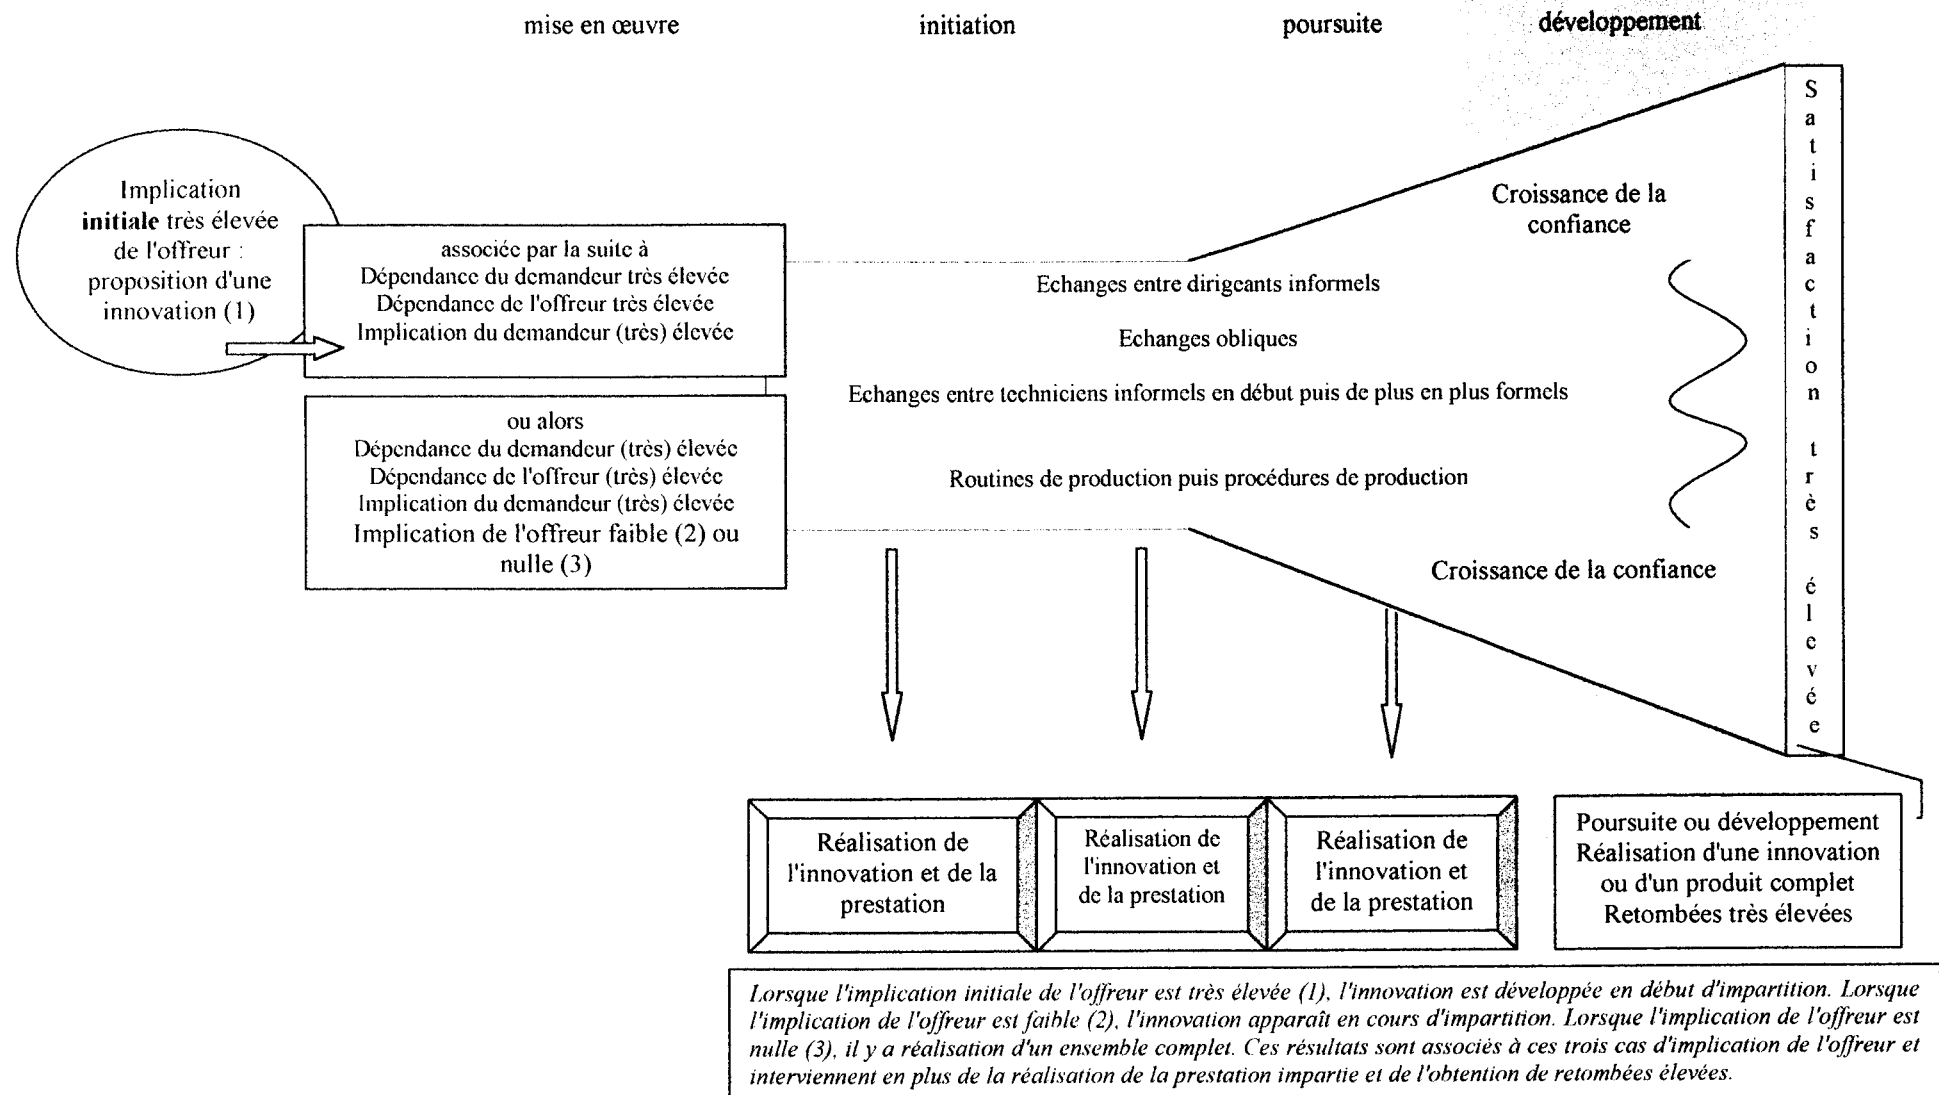 mise en œuvre
initiation
poursuite
développement
Implication
initiale très élevée
de l'offreur :
proposition d'une
innovation (1)
associée par la suite à
Dépendance du demandeur très élevée
Dépendance de l'offreur très élevée
Implication du demandeur (très) élevée
ou alors
Dépendance du demandeur (très) élevée
Dépendance de l'offreur (très) élevée
Implication du demandeur (très) élevée
Implication de l'offreur faible (2) ou
nulle (3)
Croissance de la
confiance
Echanges entre dirigeants informels
Echanges obliques
Echanges entre techniciens informels en début puis de plus en plus formels
Routines de production puis procédures de production
Croissance de la confiance
Satisfaction très élevée
Réalisation de
l'innovation et de la
prestation
Réalisation de
l'innovation et
de la prestation
Réalisation de
l'innovation et
de la prestation
Poursuite ou développement
Réalisation d'une innovation
ou d'un produit complet
Retombées très élevées
Lorsque l'implication initiale de l'offreur est très élevée (1), l'innovation est développée en début d'impartition. Lorsque
l'implication de l'offreur est faible (2), l'innovation apparaît en cours d'impartition. Lorsque l'implication de l'offreur est
nulle (3), il y a réalisation d'un ensemble complet. Ces résultats sont associés à ces trois cas d'implication de l'offreur et
interviennent en plus de la réalisation de la prestation impartie et de l'obtention de retombées élevées.